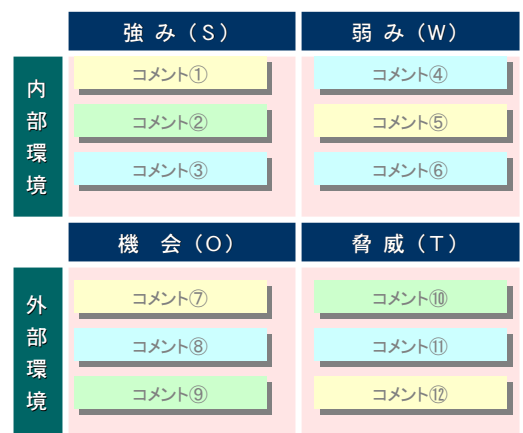 強 み（S）
弱 み（W）
内部環境
コメント①
コメント②
コメント③
コメント④
コメント⑤
コメント⑥
機 会（O）
脅 威（T）
外部環境
コメント⑦
コメント⑧
コメント⑨
コメント⑩
コメント⑪
コメント⑫